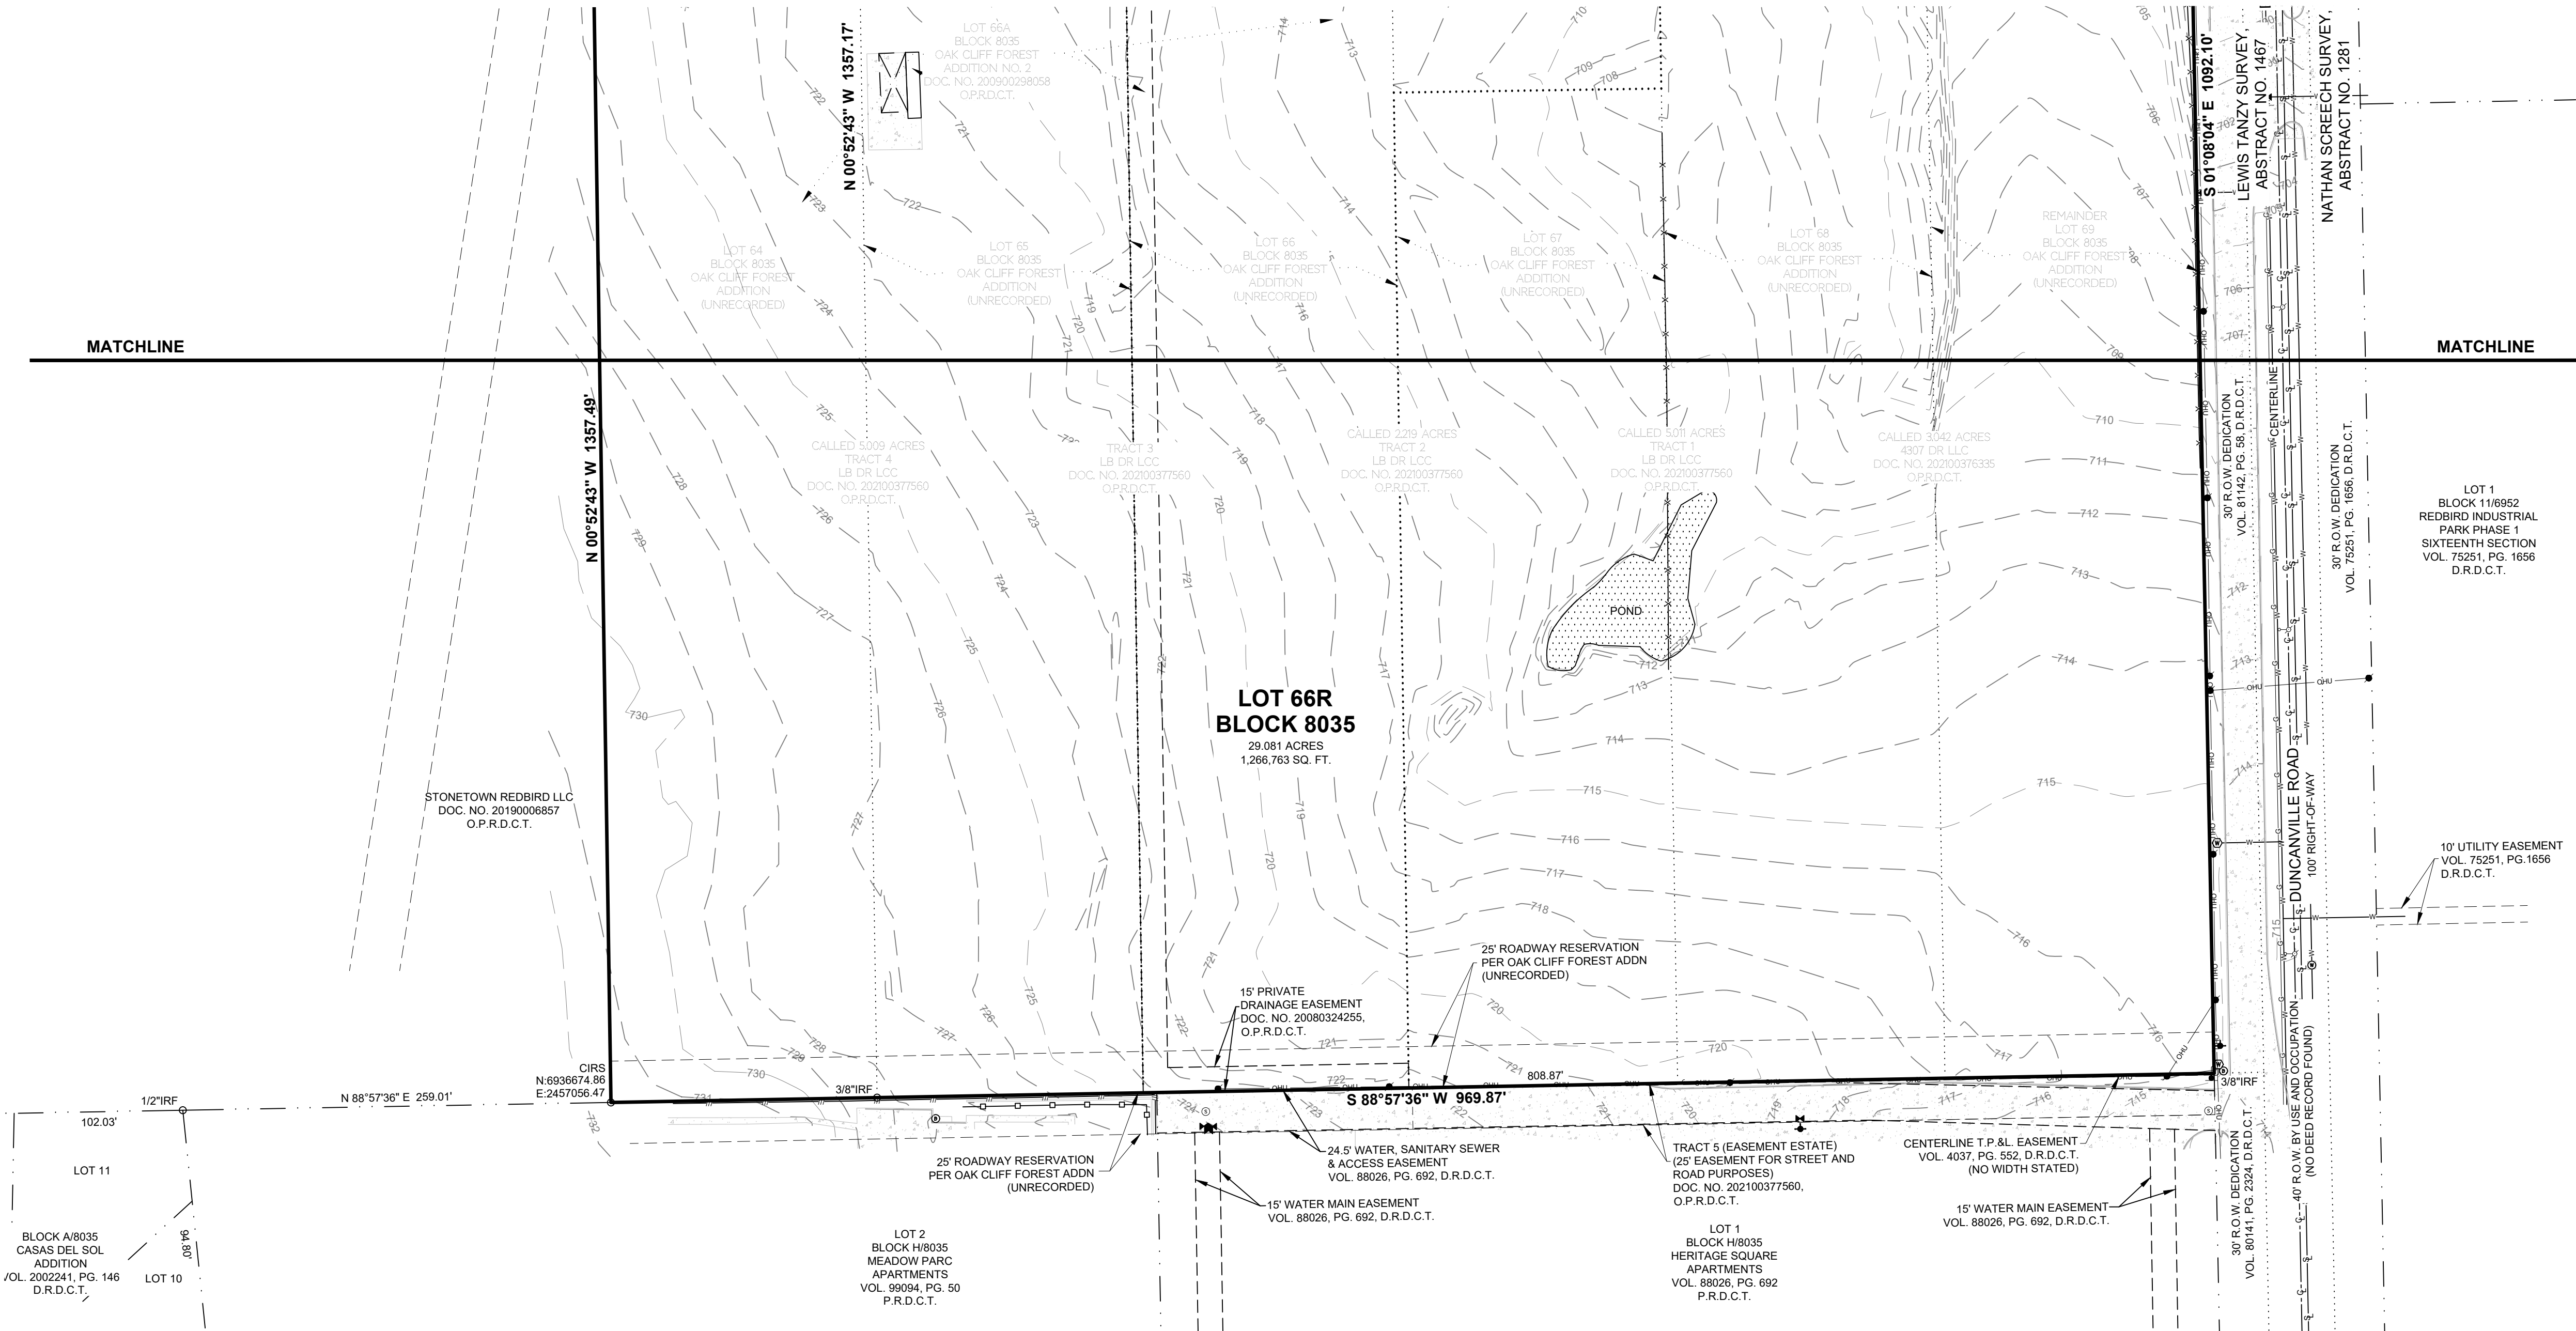 LOT 66A
BLOCK 8035
OAK CLIFF FOREST
ADDITION NO. 2
DOC. NO. 200900298058
O.P.R.D.C.T.
N 00°52'43" W 1357.17'
S 01°08'04" E 1092.10'
LEWIS TANZY SURVEY,
ABSTRACT NO. 1467
NATHAN SCREECH SURVEY,
ABSTRACT NO. 1281
LOT 64
BLOCK 8035
OAK CLIFF FOREST
ADDITION
(UNRECORDED)
LOT 65
BLOCK 8035
OAK CLIFF FOREST
ADDITION
(UNRECORDED)
LOT 66
BLOCK 8035
OAK CLIFF FOREST
ADDITION
(UNRECORDED)
LOT 67
BLOCK 8035
OAK CLIFF FOREST
ADDITION
(UNRECORDED)
LOT 68
BLOCK 8035
OAK CLIFF FOREST
ADDITION
(UNRECORDED)
REMAINDER
LOT 69
BLOCK 8035
OAK CLIFF FOREST
ADDITION
(UNRECORDED)
MATCHLINE
MATCHLINE
N 00°52'43" W 1357.49'
CALLED 5.009 ACRES
TRACT 4
LB DR LCC
DOC. NO. 202100377560
O.P.R.D.C.T.
TRACT 3
LB DR LCC
DOC. NO. 202100377560
O.P.R.D.C.T.
CALLED 2.219 ACRES
TRACT 2
LB DR LCC
DOC. NO. 202100377560
O.P.R.D.C.T.
CALLED 5.011 ACRES
TRACT 1
LB DR LCC
DOC. NO. 202100377560
O.P.R.D.C.T.
CALLED 3.042 ACRES
4307 DR LLC
DOC. NO. 202100376335
O.P.R.D.C.T.
30' R.O.W. DEDICATION
VOL. 81142, PG. 58, D.R.D.C.T.
CENTERLINE
30' R.O.W. DEDICATION
VOL. 75251, PG. 1656, D.R.D.C.T.
LOT 1
BLOCK 11/6952
REDBIRD INDUSTRIAL
PARK PHASE 1
SIXTEENTH SECTION
VOL. 75251, PG. 1656
D.R.D.C.T.
POND
LOT 66R
BLOCK 8035
29.081 ACRES
1,266,763 SQ. FT.
STONETOWN REDBIRD LLC
DOC. NO. 20190006857
O.P.R.D.C.T.
DUNCANVILLE ROAD
100' RIGHT-OF-WAY
10' UTILITY EASEMENT
VOL. 75251, PG.1656
D.R.D.C.T.
25' ROADWAY RESERVATION
PER OAK CLIFF FOREST ADDN
(UNRECORDED)
15' PRIVATE
DRAINAGE EASEMENT
DOC. NO. 20080324255,
O.P.R.D.C.T.
40' R.O.W. BY USE AND OCCUPATION
(NO DEED RECORD FOUND)
CIRS
N:6936674.86
E:2457056.47
3/8"IRF
808.87'
3/8"IRF
1/2"IRF
N 88°57'36" E 259.01'
102.03'
S 88°57'36" W 969.87'
LOT 11
25' ROADWAY RESERVATION
PER OAK CLIFF FOREST ADDN
(UNRECORDED)
24.5' WATER, SANITARY SEWER
& ACCESS EASEMENT
VOL. 88026, PG. 692, D.R.D.C.T.
15' WATER MAIN EASEMENT
VOL. 88026, PG. 692, D.R.D.C.T.
TRACT 5 (EASEMENT ESTATE)
(25' EASEMENT FOR STREET AND
ROAD PURPOSES)
DOC. NO. 202100377560,
O.P.R.D.C.T.
CENTERLINE T.P.&L. EASEMENT
VOL. 4037, PG. 552, D.R.D.C.T.
(NO WIDTH STATED)
15' WATER MAIN EASEMENT
VOL. 88026, PG. 692, D.R.D.C.T.
30' R.O.W. DEDICATION
VOL. 80141, PG. 2324, D.R.D.C.T.
BLOCK A/8035
CASAS DEL SOL
ADDITION
VOL. 2002241, PG. 146
D.R.D.C.T.
94.80'
LOT 10
LOT 2
BLOCK H/8035
MEADOW PARC
APARTMENTS
VOL. 99094, PG. 50
P.R.D.C.T.
LOT 1
BLOCK H/8035
HERITAGE SQUARE
APARTMENTS
VOL. 88026, PG. 692
P.R.D.C.T.